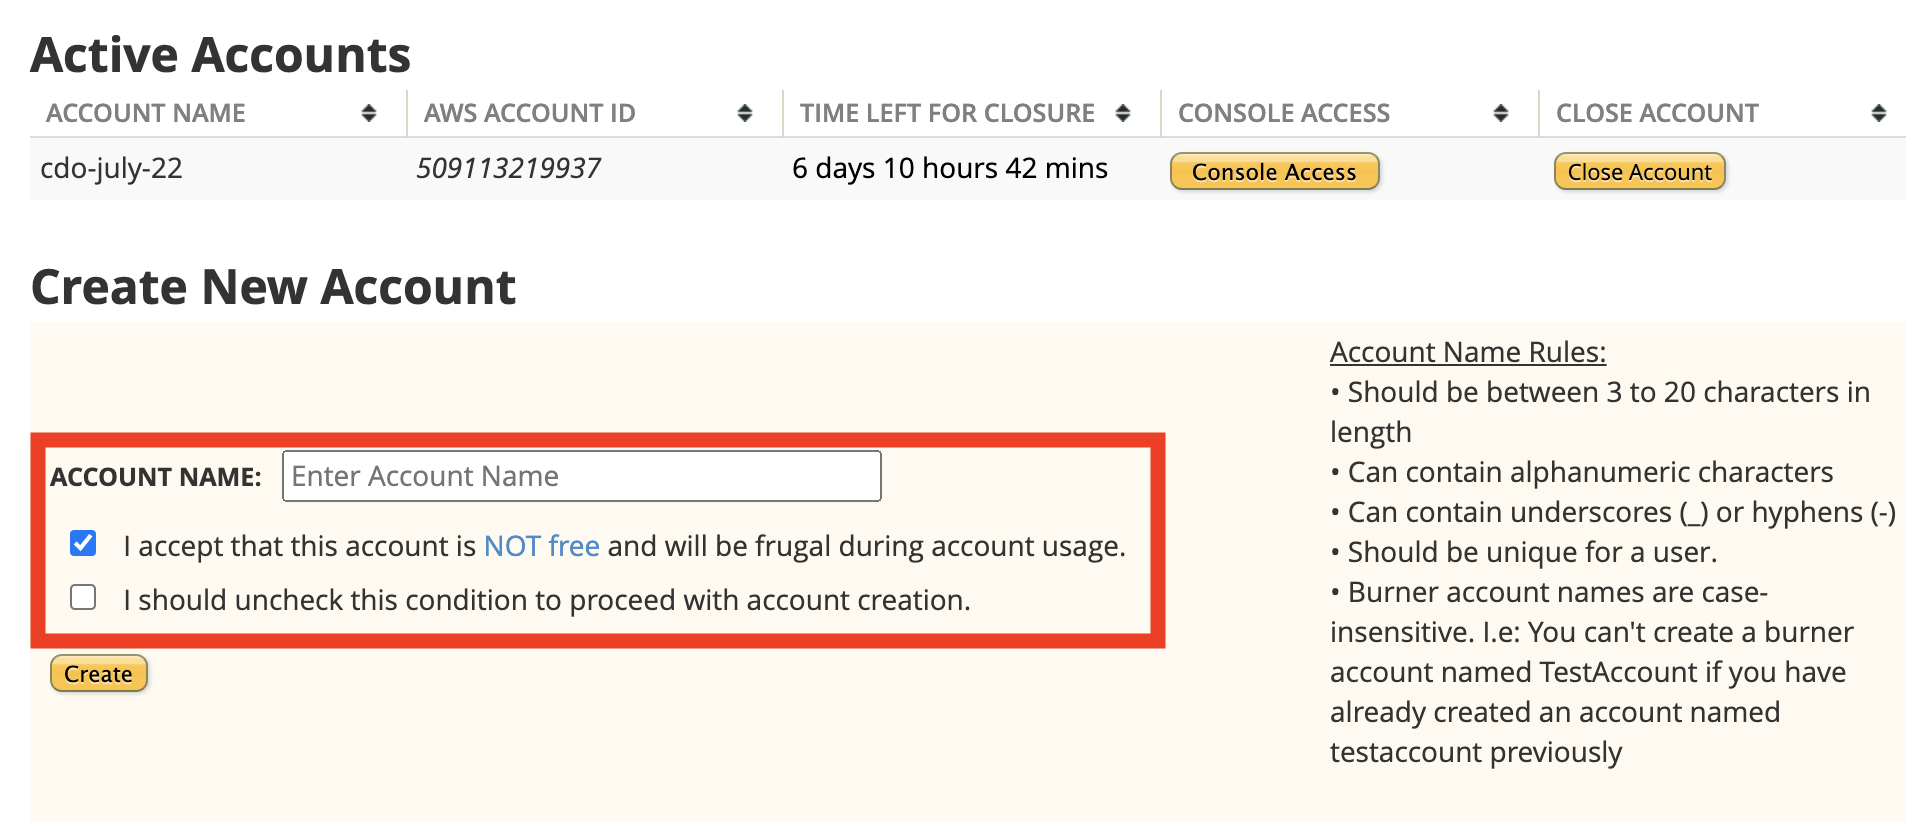 Active Accounts
ACCOUNT NAME AWS ACCOUNT ID TIME LEFT FOR CLOSURE CONSOLE ACCESS CLOSE ACCOUNT
cdo-july-22 509113219937 6 days 10 hours 42 mins Console Access Close Account
Create New Account
ACCOUNT NAME: Enter Account Name
I accept that this account is NOT free and will be frugal during account usage.
I should uncheck this condition to proceed with account creation.
Create
Account Name Rules:
• Should be between 3 to 20 characters in
length
• Can contain alphanumeric characters
• Can contain underscores (_) or hyphens (-)
• Should be unique for a user.
• Burner account names are case-
insensitive. I.e: You can't create a burner
account named TestAccount if you have
already created an account named
testaccount previously